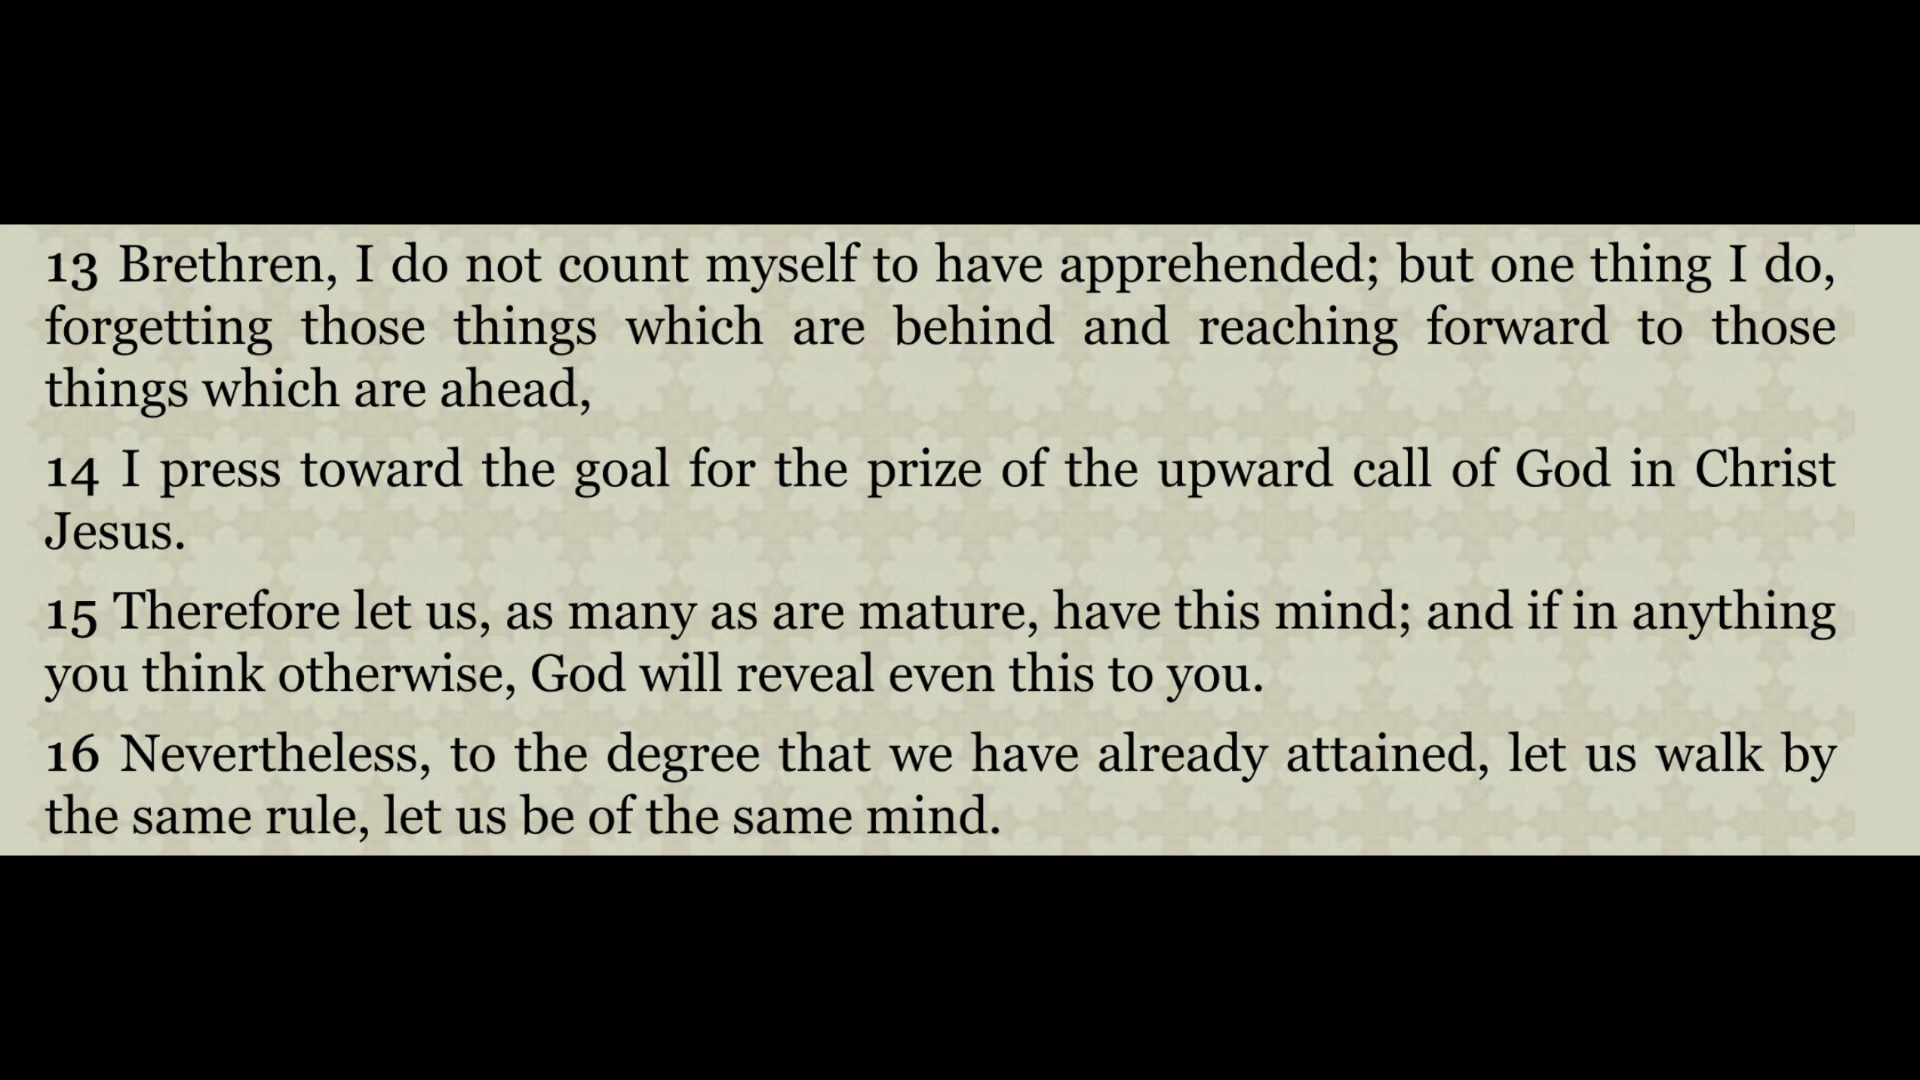 13 Brethren, I do not count myself to have apprehended; but one thing I do,
forgetting those things which are behind and reaching forward to those
things which are ahead,
14 I press toward the goal for the prize of the upward call of God in Christ
Jesus.
15 Therefore let us, as many as are mature, have this mind; and if in anything
you think otherwise, God will reveal even this to you.
16 Nevertheless, to the degree that we have already attained, let us walk by
the same rule, let us be of the same mind.